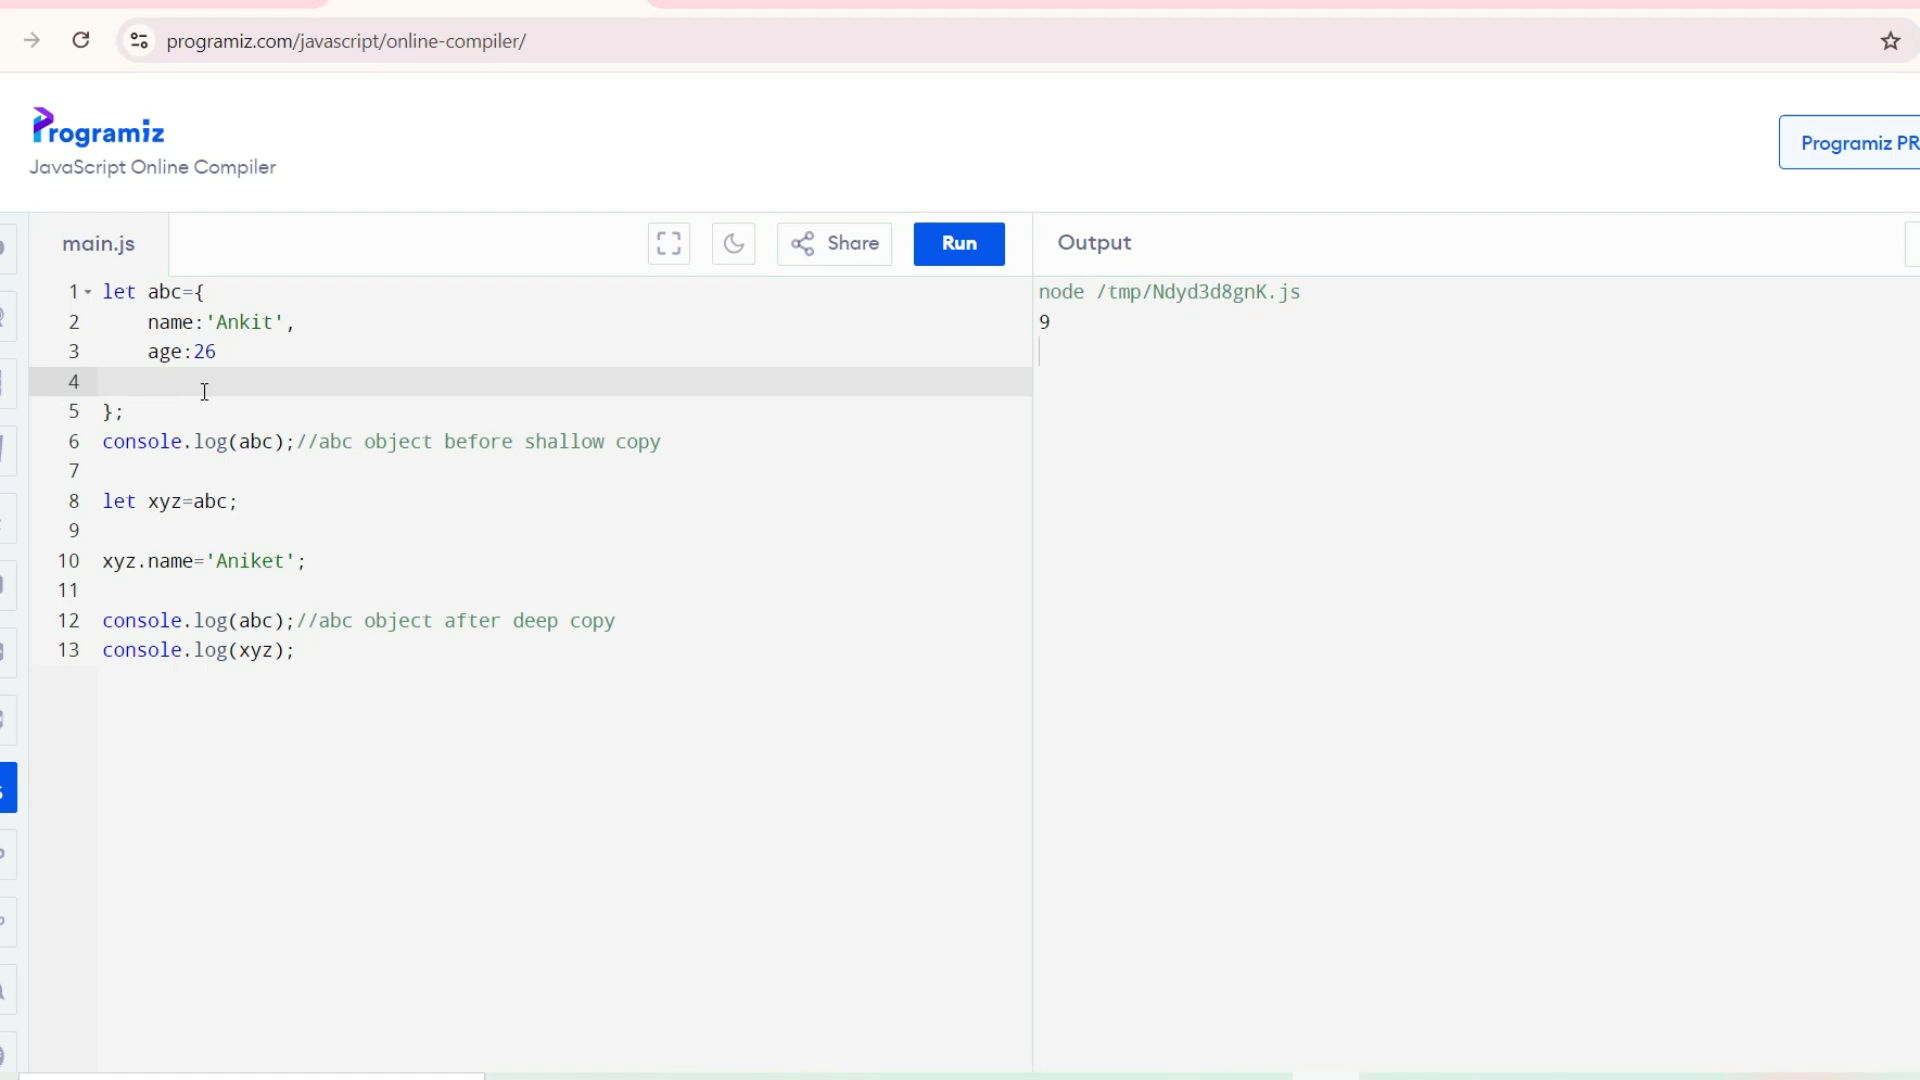 programiz.com/javascript/online-compiler/
Programiz
JavaScript Online Compiler
Programiz PR
main.js
Share
Run
Output
1 let abc={
2 name:'Ankit',
3 age:26
4
5 };
6 console.log(abc);//abc object before shallow copy
7
8 let xyz=abc;
9
10 xyz.name='Aniket';
11
12 console.log(abc);//abc object after deep copy
13 console.log(xyz);
node /tmp/Ndyd3d8gnK.js
9